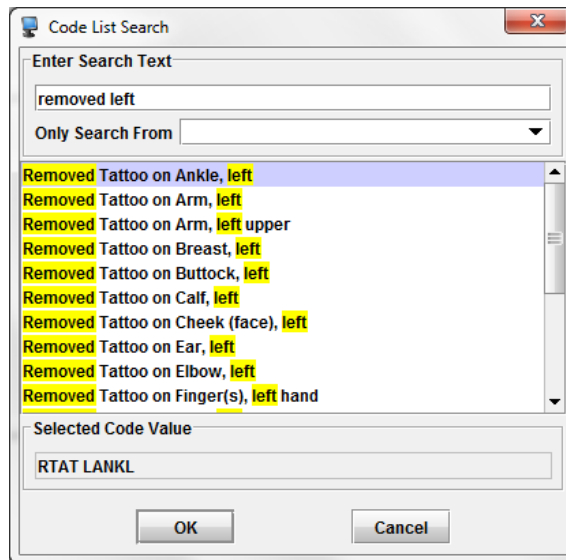 Code List Search
Enter Search Text
removed left
Only Search From
Removed Tattoo on Ankle, left
Removed Tattoo on Arm, left
Removed Tattoo on Arm, left upper
Removed Tattoo on Breast, left
Removed Tattoo on Buttock, left
Removed Tattoo on Calf, left
Removed Tattoo on Cheek (face), left
Removed Tattoo on Ear, left
Removed Tattoo on Elbow, left
Removed Tattoo on Finger(s), left hand
Selected Code Value
RTAT LANKL
OK Cancel